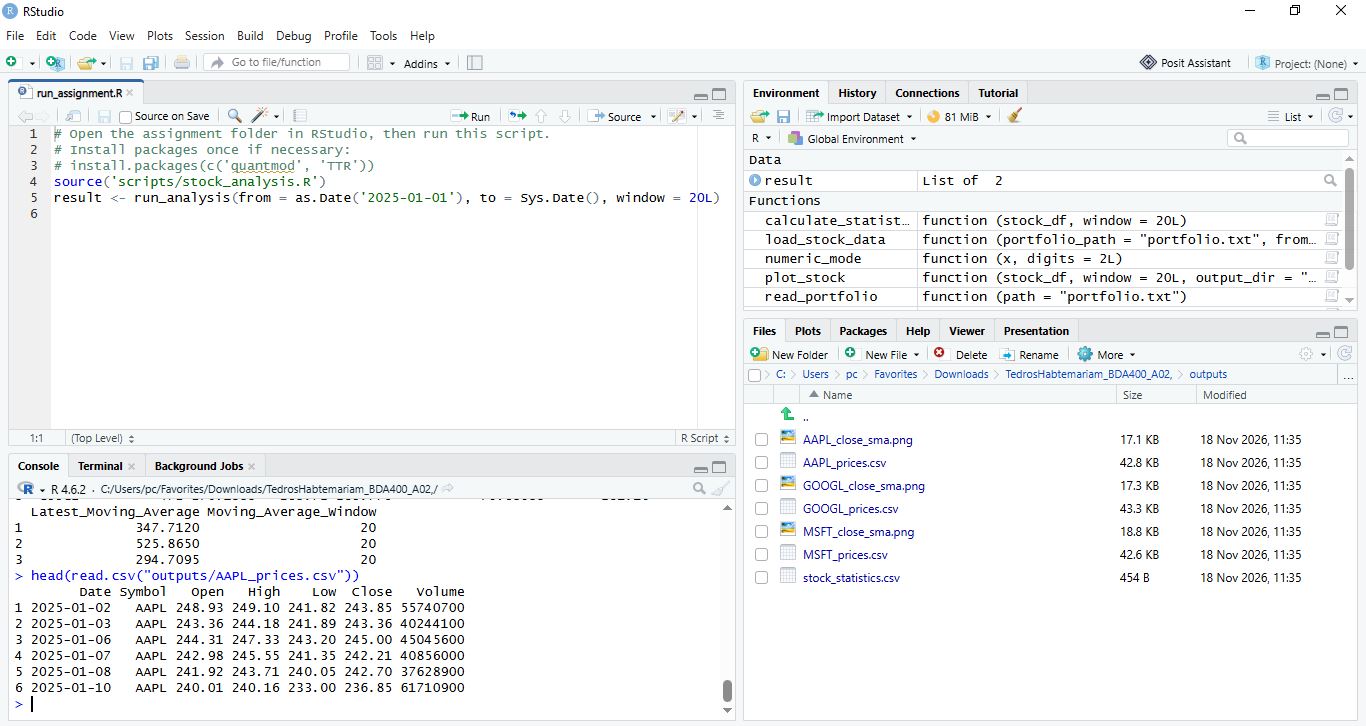 RStudio
File Edit Code View Plots Session Build Debug Profile Tools Help
Go to file/function Addins Posit Assistant Project: (None)
run_assignment.R
Source on Save Run Source
1 # Open the assignment folder in RStudio, then run this script.
2 # Install packages once if necessary:
3 # install.packages(c('quantmod', 'TTR'))
4 source('scripts/stock_analysis.R')
5 result <- run_analysis(from = as.Date('2025-01-01'), to = Sys.Date(), window = 20L)
6
1:1 (Top Level) R Script
Console Terminal Background Jobs
R 4.6.2 · C:/Users/pc/Favorites/Downloads/TedrosHabtemariam_BDA400_A02,/
Latest_Moving_Average Moving_Average_Window
1 347.7120 20
2 525.8650 20
3 294.7095 20
> head(read.csv("outputs/AAPL_prices.csv"))
Date Symbol Open High Low Close Volume
1 2025-01-02 AAPL 248.93 249.10 241.82 243.85 55740700
2 2025-01-03 AAPL 243.36 244.18 241.89 243.36 40244100
3 2025-01-06 AAPL 244.31 247.33 243.20 245.00 45045600
4 2025-01-07 AAPL 242.98 245.55 241.35 242.21 40856000
5 2025-01-08 AAPL 241.92 243.71 240.05 242.70 37628900
6 2025-01-10 AAPL 240.01 240.16 233.00 236.85 61710900
>
Environment History Connections Tutorial
Import Dataset 81 MiB List
R Global Environment
Data
result List of 2
Functions
calculate_statist… function (stock_df, window = 20L)
load_stock_data function (portfolio_path = "portfolio.txt", from…
numeric_mode function (x, digits = 2L)
plot_stock function (stock_df, window = 20L, output_dir = "…
read_portfolio function (path = "portfolio.txt")
Files Plots Packages Help Viewer Presentation
New Folder New File Delete Rename More
C: Users pc Favorites Downloads TedrosHabtemariam_BDA400_A02, outputs ...
Name Size Modified
..
AAPL_close_sma.png 17.1 KB 18 Nov 2026, 11:35
AAPL_prices.csv 42.8 KB 18 Nov 2026, 11:35
GOOGL_close_sma.png 17.3 KB 18 Nov 2026, 11:35
GOOGL_prices.csv 43.3 KB 18 Nov 2026, 11:35
MSFT_close_sma.png 18.8 KB 18 Nov 2026, 11:35
MSFT_prices.csv 42.6 KB 18 Nov 2026, 11:35
stock_statistics.csv 454 B 18 Nov 2026, 11:35